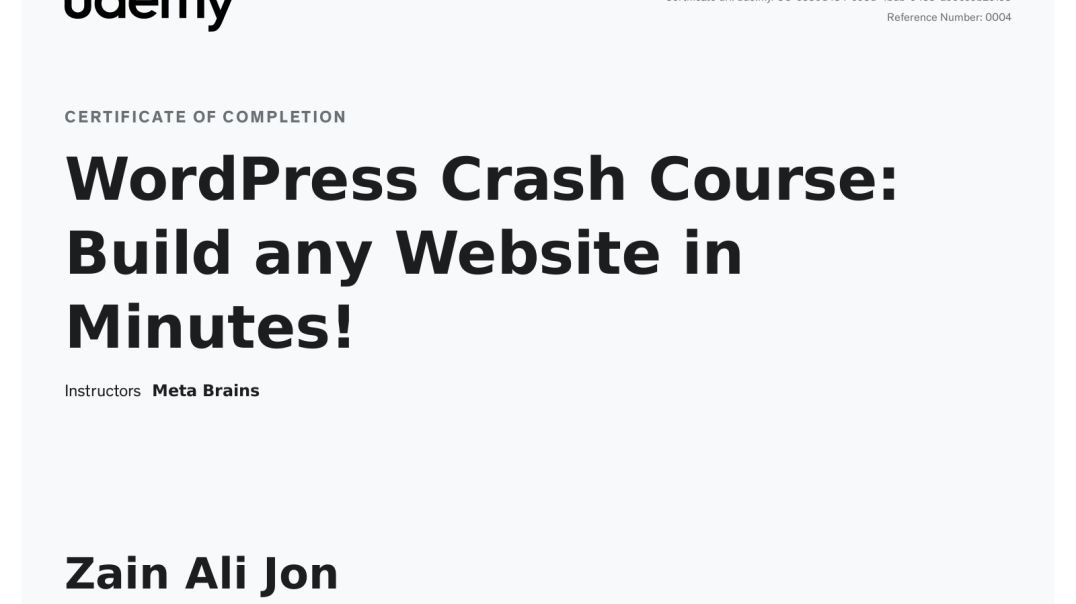 udemy
Reference Number: 0004
CERTIFICATE OF COMPLETION
WordPress Crash Course:
Build any Website in
Minutes!
Instructors Meta Brains
Zain Ali Jon